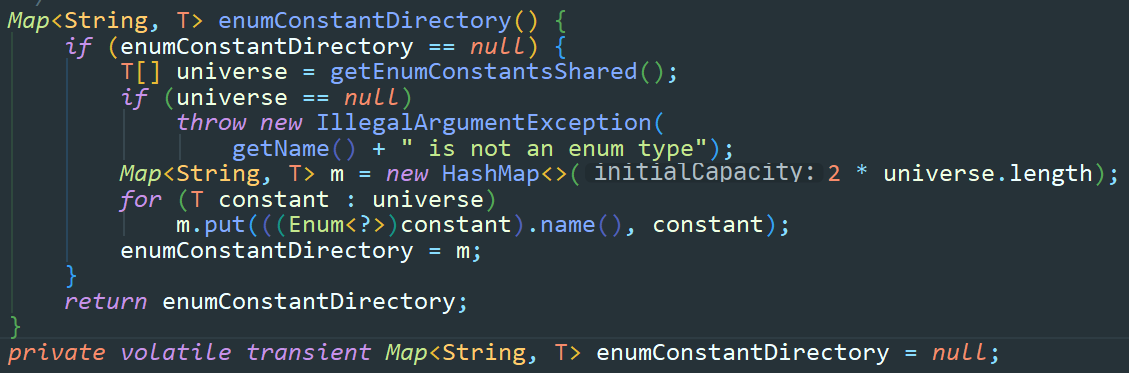 Map<String, T> enumConstantDirectory() {
if (enumConstantDirectory == null) {
T[] universe = getEnumConstantsShared();
if (universe == null)
throw new IllegalArgumentException(
getName() + " is not an enum type");
Map<String, T> m = new HashMap<>( initialCapacity: 2 * universe.length);
for (T constant : universe)
m.put(((Enum<?>)constant).name(), constant);
enumConstantDirectory = m;
}
return enumConstantDirectory;
}
private volatile transient Map<String, T> enumConstantDirectory = null;